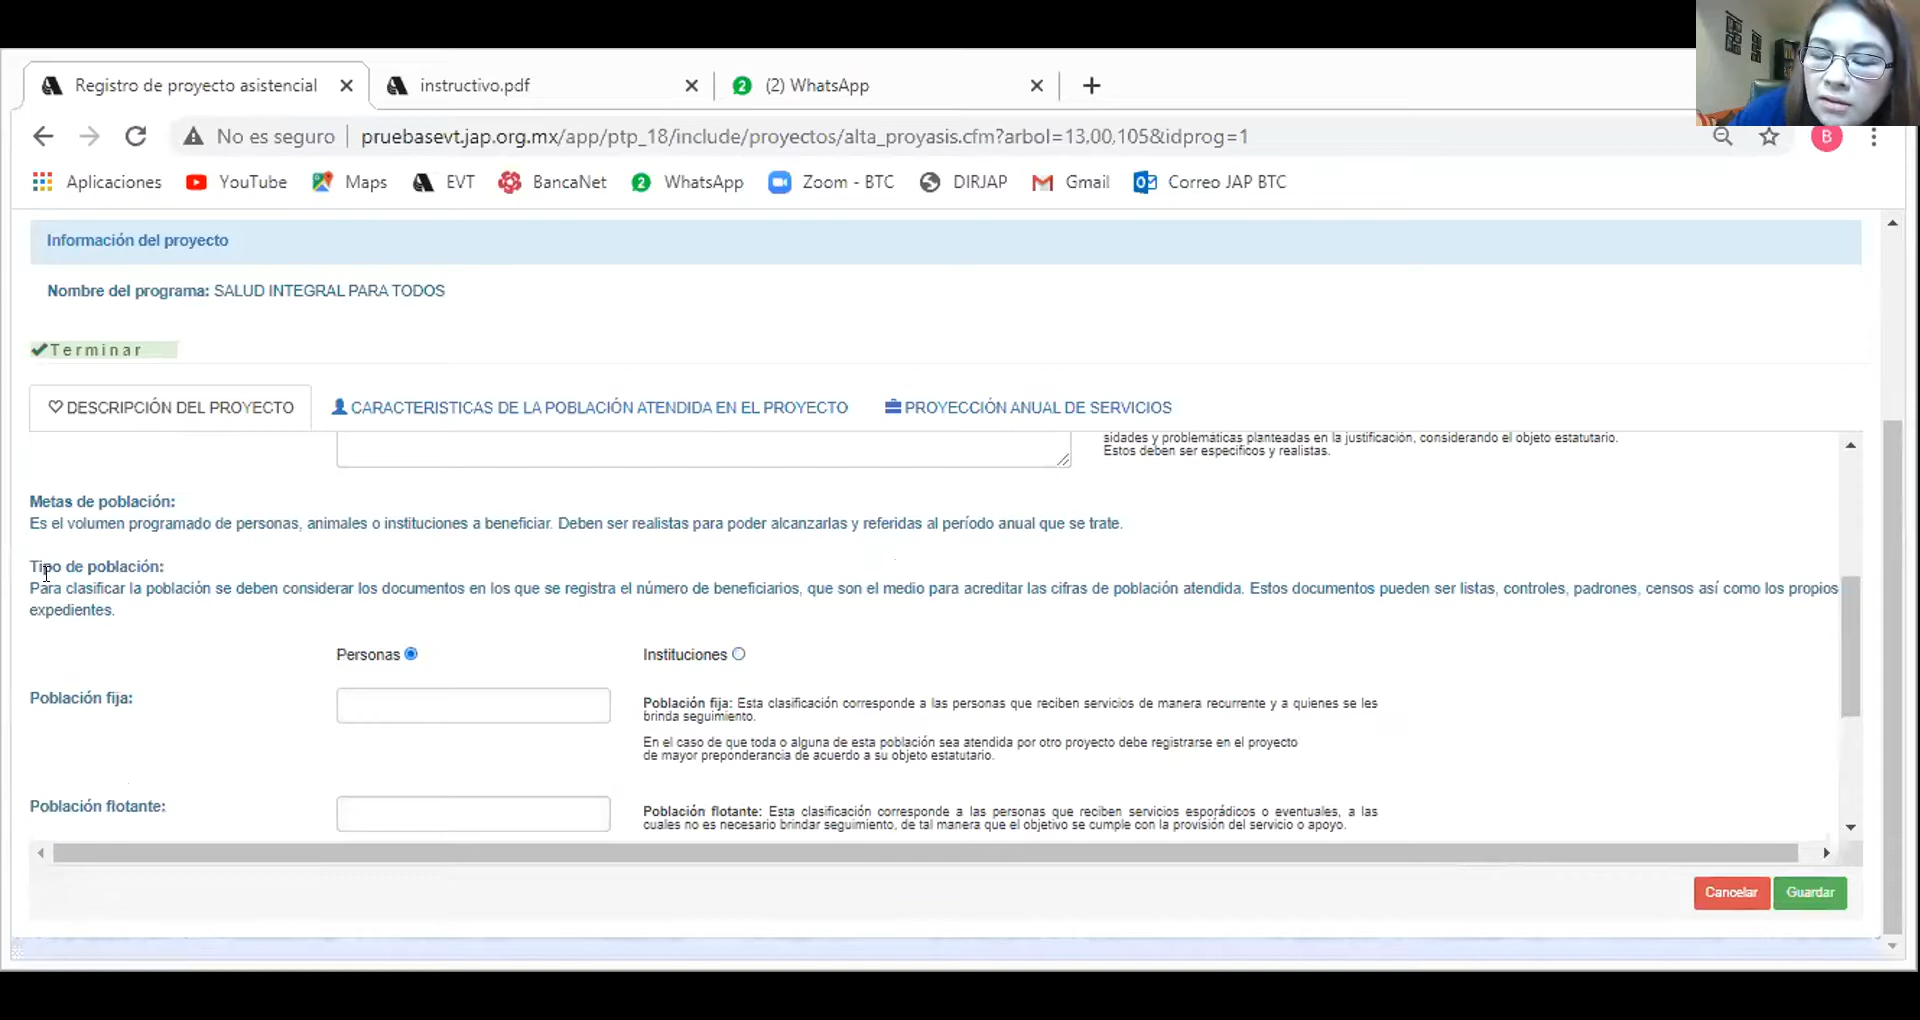 Registro de proyecto asistencial
instructivo.pdf
(2) WhatsApp
No es seguro
pruebasevt.jap.org.mx/app/ptp_18/include/proyectos/alta_proyasis.cfm?arbol=13,00,105&idprog=1
B
Aplicaciones
YouTube
Maps
EVT
BancaNet
2
WhatsApp
Zoom - BTC
DIRJAP
Gmail
Correo JAP BTC
Información del proyecto
Nombre del programa: SALUD INTEGRAL PARA TODOS
Terminar
DESCRIPCIÓN DEL PROYECTO
CARACTERISTICAS DE LA POBLACIÓN ATENDIDA EN EL PROYECTO
PROYECCIÓN ANUAL DE SERVICIOS
sidades y problemáticas planteadas en la justificación, considerando el objeto estatutario.
Estos deben ser especificos y realistas.
Metas de población:
Es el volumen programado de personas, animales o instituciones a beneficiar. Deben ser realistas para poder alcanzarlas y referidas al período anual que se trate.
Tipo de población:
Para clasificar la población se deben considerar los documentos en los que se registra el número de beneficiarios, que son el medio para acreditar las cifras de población atendida. Estos documentos pueden ser listas, controles, padrones, censos así como los propios
expedientes.
Personas
Instituciones
Población fija:
Población fija: Esta clasificación corresponde a las personas que reciben servicios de manera recurrente y a quienes se les
brinda seguimiento.
En el caso de que toda o alguna de esta población sea atendida por otro proyecto debe registrarse en el proyecto
de mayor preponderancia de acuerdo a su objeto estatutario.
Población flotante:
Población flotante: Esta clasificación corresponde a las personas que reciben servicios esporádicos o eventuales, a las
cuales no es necesario brindar seguimiento, de tal manera que el objetivo se cumple con la provisión del servicio o apoyo.
Cancelar
Guardar